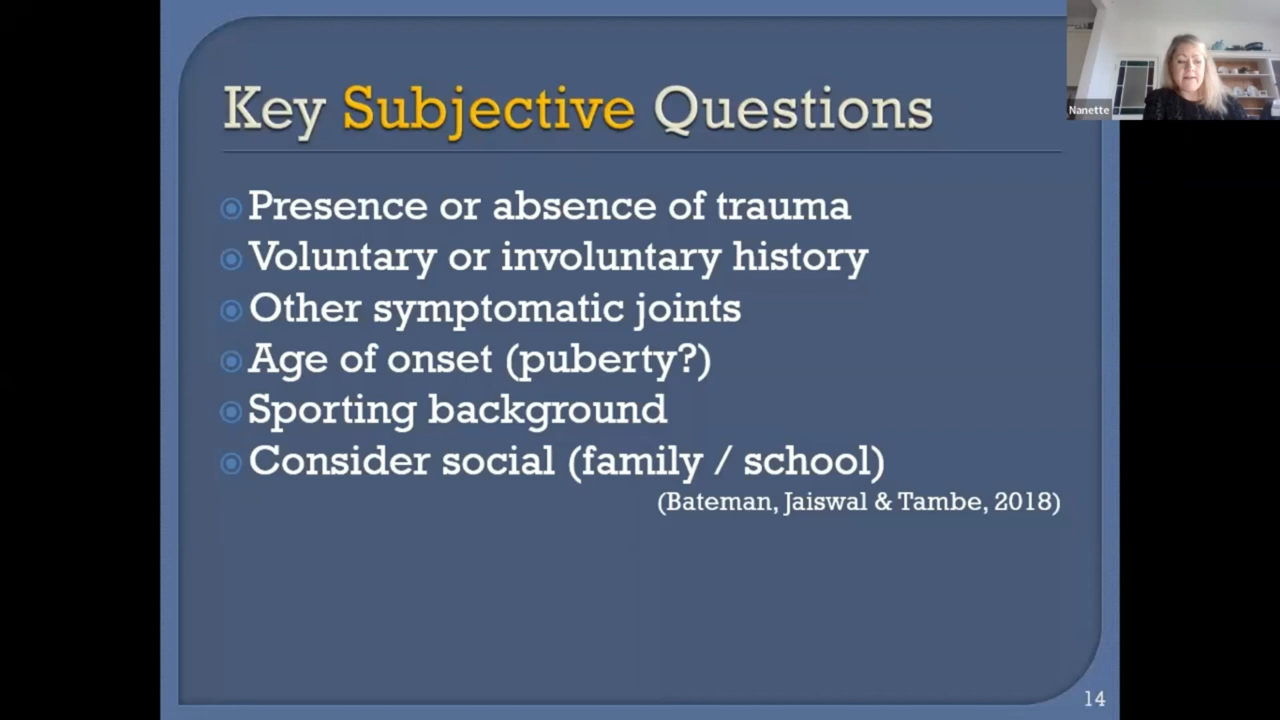 Key Subjective Questions
Presence or absence of trauma
Voluntary or involuntary history
Other symptomatic joints
Age of onset (puberty?)
Sporting background
Consider social (family / school)
(Bateman, Jaiswal & Tambe, 2018)
14
Nanette